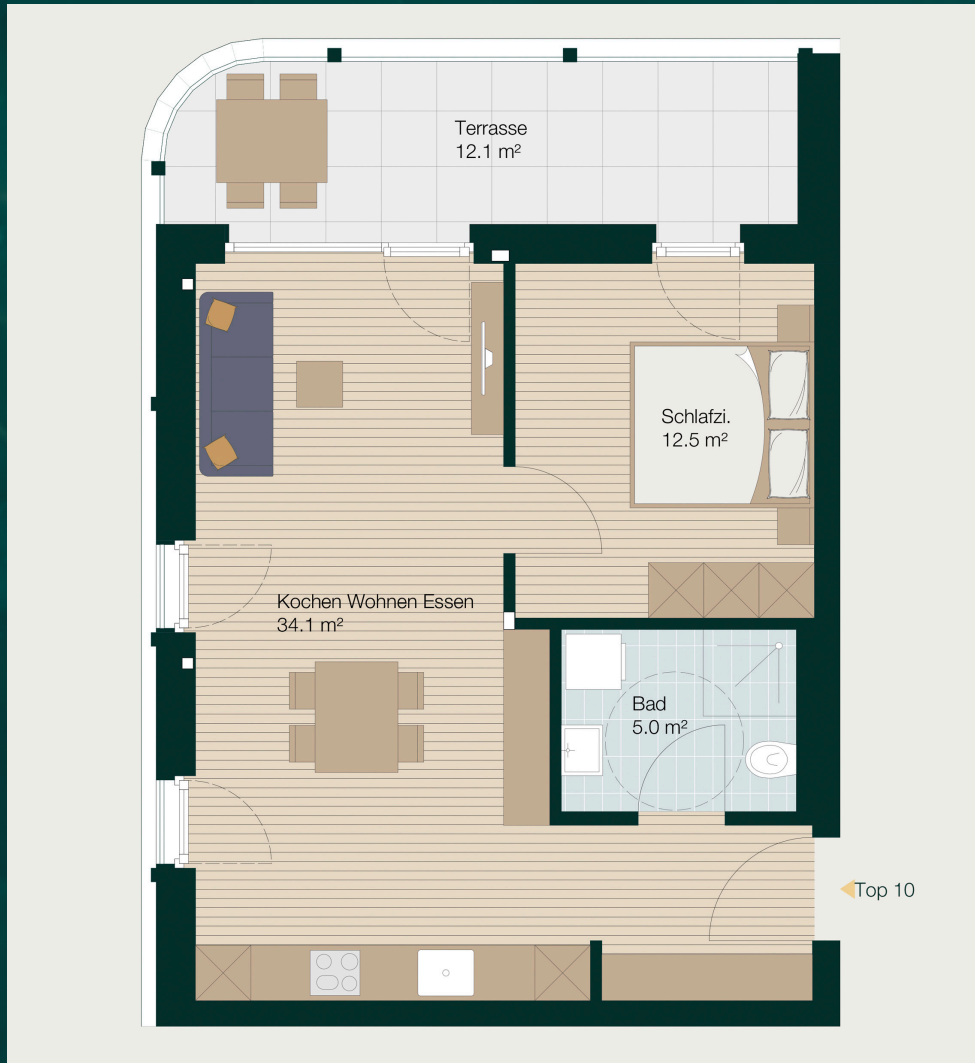 Terrasse
12.1 m²
Schlafzi.
12.5 m²
Kochen Wohnen Essen
34.1 m²
Bad
5.0 m²
Top 10